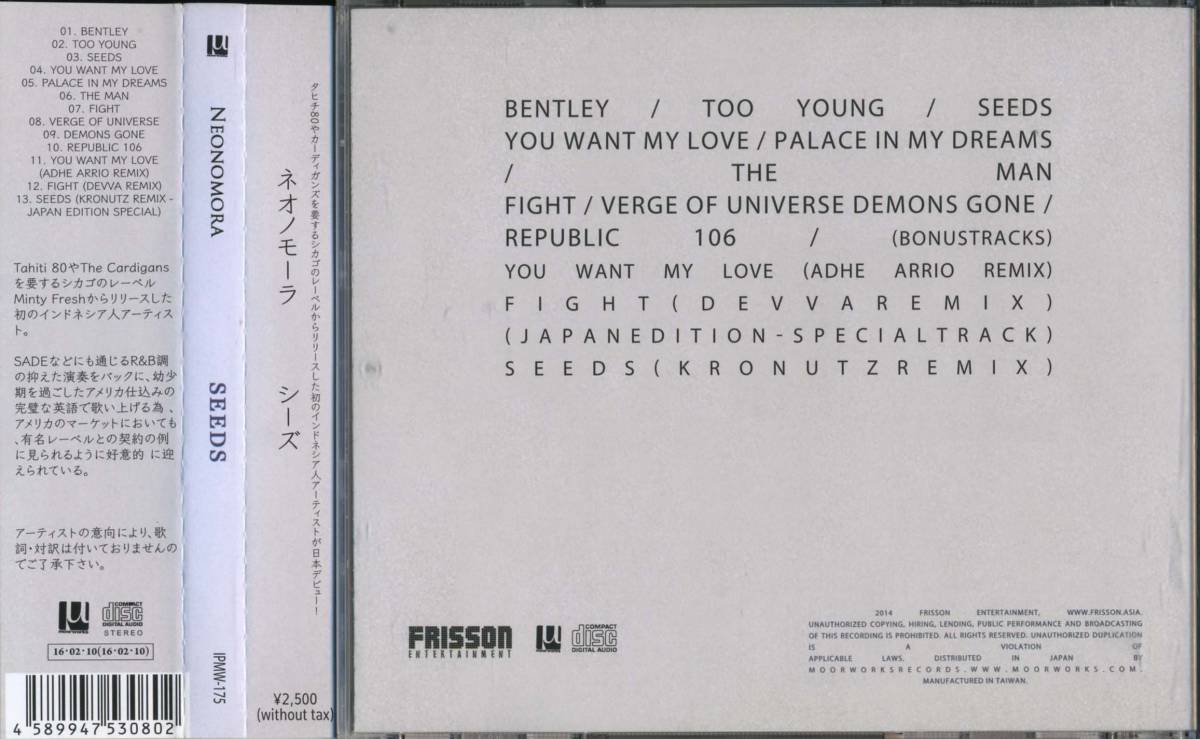 01. BENTLEY
02. TOO YOUNG
03. SEEDS
04. YOU WANT MY LOVE
05. PALACE IN MY DREAMS
06. THE MAN
07. FIGHT
08. VERGE OF UNIVERSE
09. DEMONS GONE
10. REPUBLIC 106
11. YOU WANT MY LOVE
(ADHE ARRIO REMIX)
12. FIGHT (DEVVA REMIX)
13. SEEDS (KRONUTZ REMIX -
JAPAN EDITION SPECIAL)
Tahiti 80やThe Cardigans
を要するシカゴのレーベル
Minty Freshからリリースした
初のインドネシア人アーティス
ト。
SADEなどにも通じるR&B調
の抑えた演奏をバックに、幼少
期を過ごしたアメリカ仕込みの
完璧な英語で歌い上げる為 、
アメリカのマーケットにおいても
、有名レーベルとの契約の例
に見られるように好意的 に迎
えられている。
アーティストの意向により、歌
詞・対訳は付いておりませんの
でご了承下さい。
μ
COMPACT
disc
DIGITAL AUDIO
STEREO
16・02・10(16・02・10)
4 589947 530802
μ
NEONOMORA
SEEDS
IPMW-175
タヒチ80やカーディガンズを要するシカゴのレーベルからリリースした初のインドネシア人アーティストが日本デビュー!
ネオノモーラ シーズ
¥2,500
(without tax)
BENTLEY / TOO YOUNG / SEEDS
YOU WANT MY LOVE / PALACE IN MY DREAMS
/ THE MAN
FIGHT / VERGE OF UNIVERSE DEMONS GONE /
REPUBLIC 106 / (BONUSTRACKS)
YOU WANT MY LOVE (ADHE ARRIO REMIX)
FIGHT(DEVVAREMIX)
(JAPANEDITION-SPECIALTRACK)
SEEDS(KRONUTZREMIX)
FRISSON
ENTERTAINMENT
μ
COMPACT
disc
DIGITAL AUDIO
2014 FRISSON ENTERTAINMENT, WWW.FRISSON.ASIA.
UNAUTHORIZED COPYING, HIRING, LENDING, PUBLIC PERFORMANCE AND BROADCASTING
OF THIS RECORDING IS PROHIBITED. ALL RIGHTS RESERVED. UNAUTHORIZED DUPLICATION
IS A VIOLATION OF
APPLICABLE LAWS. DISTRIBUTED IN JAPAN BY
MOORWORKSRECORDS.WWW.MOORWORKS.COM.
MANUFACTURED IN TAIWAN.